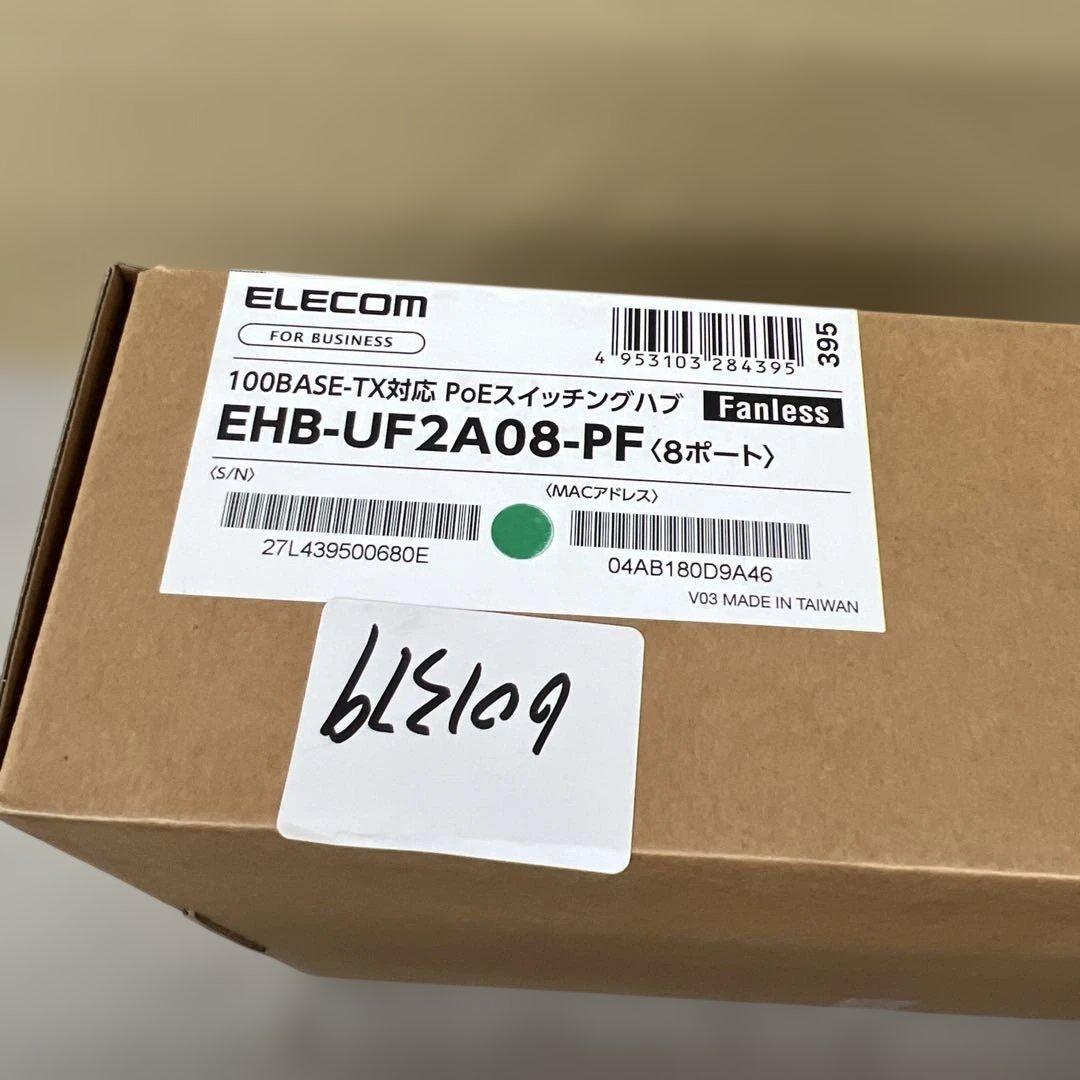 ELECOM
FOR BUSINESS
4 953103 284395
395
100BASE-TX対応 PoEスイッチングハブ Fanless
EHB-UF2A08-PF〈8ポート〉
〈S/N〉 〈MACアドレス〉
27L439500680E 04AB180D9A46
V03 MADE IN TAIWAN